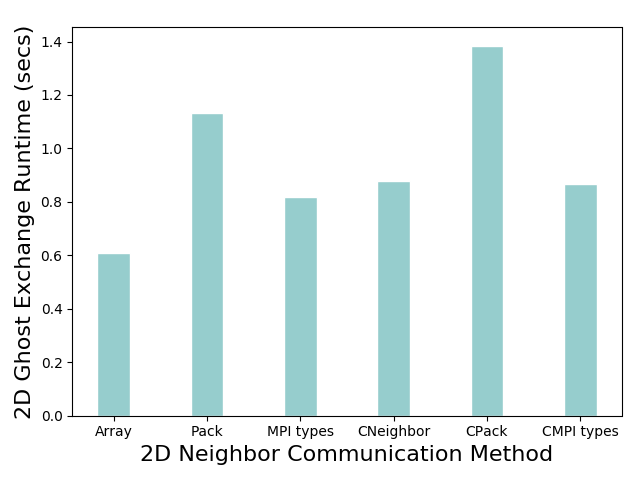 2D Ghost Exchange Runtime (secs)
1.4
1.2
1.0
0.8
0.6
0.4
0.2
0.0
Array Pack MPI types CNeighbor CPack CMPI types
2D Neighbor Communication Method